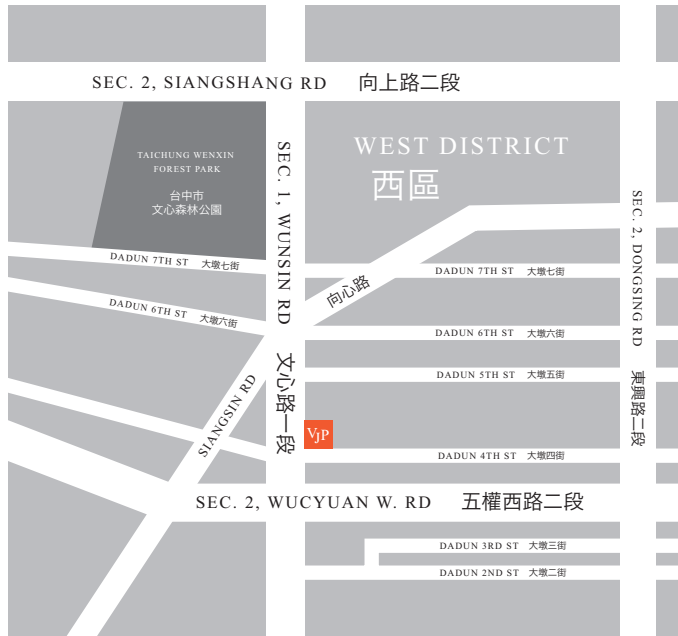 SEC. 2, SIANGSHANG RD 向上路二段
TAICHUNG WENXIN
FOREST PARK
台中市
文心森林公園
WEST DISTRICT
西區
SEC. 1, WUNSIN RD 文心路一段
SEC. 2, DONGSING RD 東興路二段
DADUN 7TH ST 大墩七街
DADUN 7TH ST 大墩七街
向心路
DADUN 6TH ST 大墩六街
DADUN 6TH ST 大墩六街
DADUN 5TH ST 大墩五街
SIANGSIN RD
VJP
DADUN 4TH ST 大墩四街
SEC. 2, WUCYUAN W. RD 五權西路二段
DADUN 3RD ST 大墩三街
DADUN 2ND ST 大墩二街